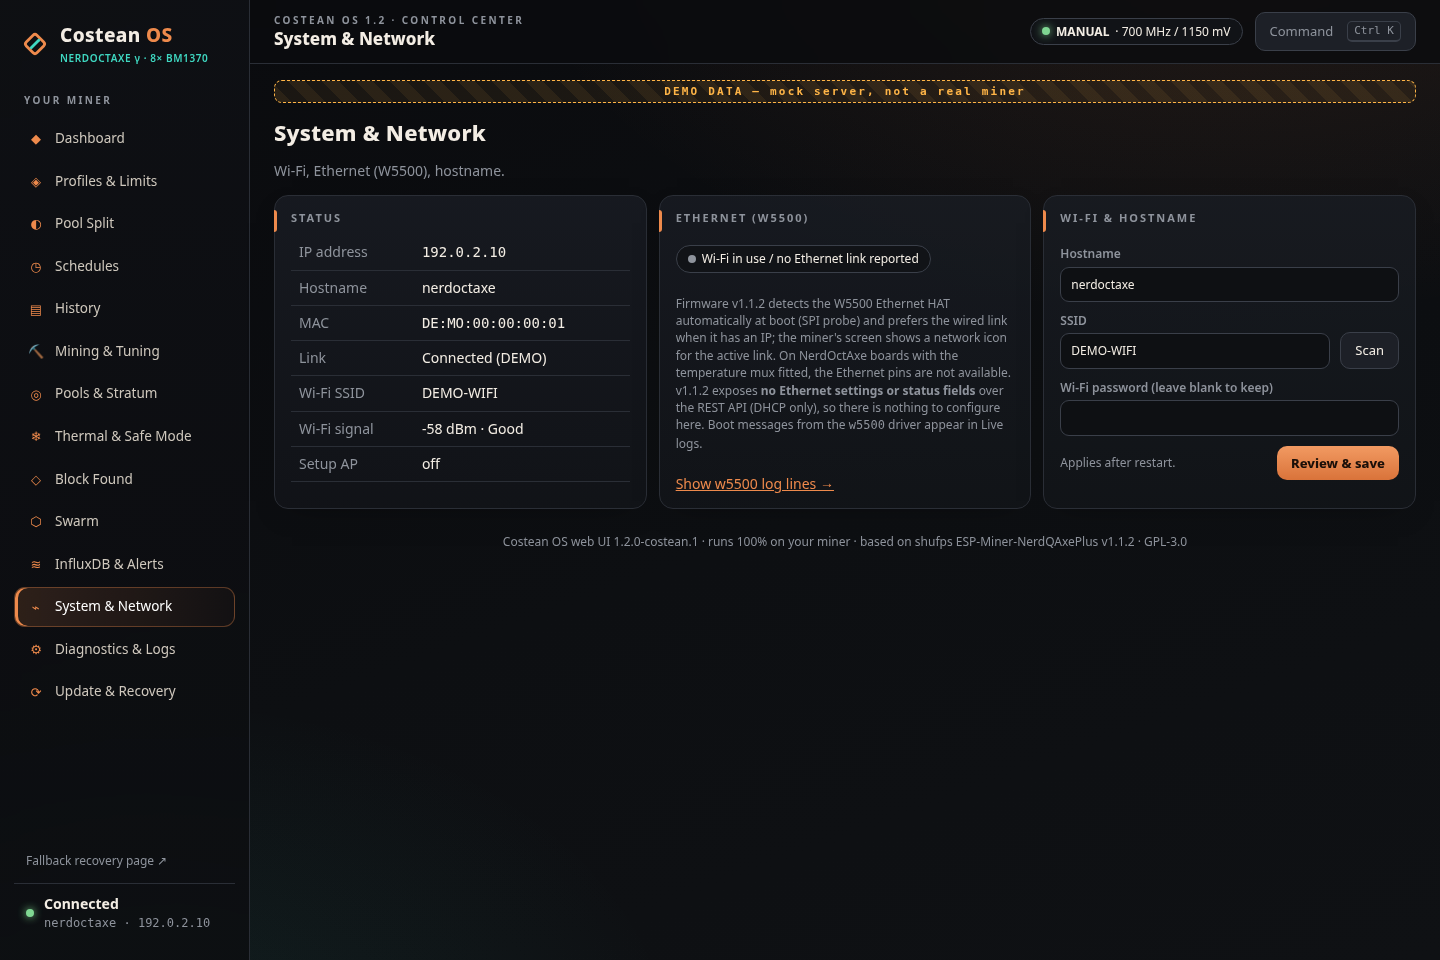 Costean OS
NERDOCTAXE γ · 8× BM1370
YOUR MINER
Dashboard
Profiles & Limits
Pool Split
Schedules
History
Mining & Tuning
Pools & Stratum
Thermal & Safe Mode
Block Found
Swarm
InfluxDB & Alerts
System & Network
Diagnostics & Logs
Update & Recovery
Fallback recovery page ↗
Connected
nerdoctaxe · 192.0.2.10
COSTEAN OS 1.2 · CONTROL CENTER
System & Network
MANUAL · 700 MHz / 1150 mV
Command Ctrl K
DEMO DATA — mock server, not a real miner
System & Network
Wi-Fi, Ethernet (W5500), hostname.
STATUS
IP address 192.0.2.10
Hostname nerdoctaxe
MAC DE:MO:00:00:00:01
Link Connected (DEMO)
Wi-Fi SSID DEMO-WIFI
Wi-Fi signal -58 dBm · Good
Setup AP off
ETHERNET (W5500)
Wi-Fi in use / no Ethernet link reported
Firmware v1.1.2 detects the W5500 Ethernet HAT
automatically at boot (SPI probe) and prefers the wired link
when it has an IP; the miner's screen shows a network icon
for the active link. On NerdOctAxe boards with the
temperature mux fitted, the Ethernet pins are not available.
v1.1.2 exposes no Ethernet settings or status fields over
the REST API (DHCP only), so there is nothing to configure
here. Boot messages from the w5500 driver appear in Live
logs.
Show w5500 log lines →
WI-FI & HOSTNAME
Hostname
nerdoctaxe
SSID
DEMO-WIFI Scan
Wi-Fi password (leave blank to keep)
Applies after restart. Review & save
Costean OS web UI 1.2.0-costean.1 · runs 100% on your miner · based on shufps ESP-Miner-NerdQAxePlus v1.1.2 · GPL-3.0